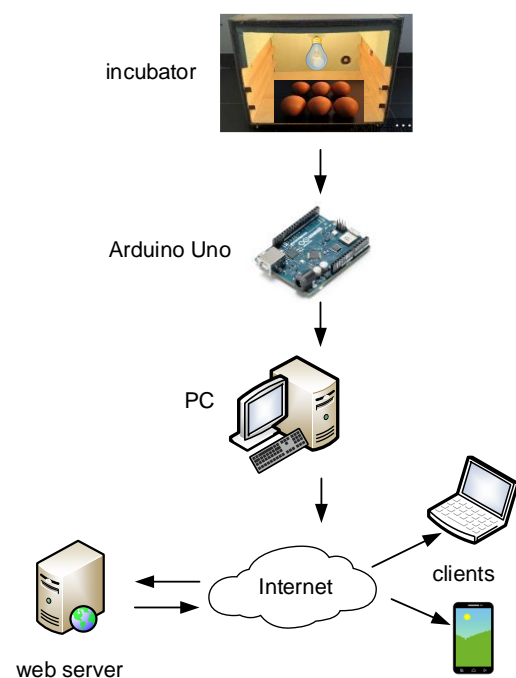 incubator
Arduino Uno
PC
Internet
clients
web server